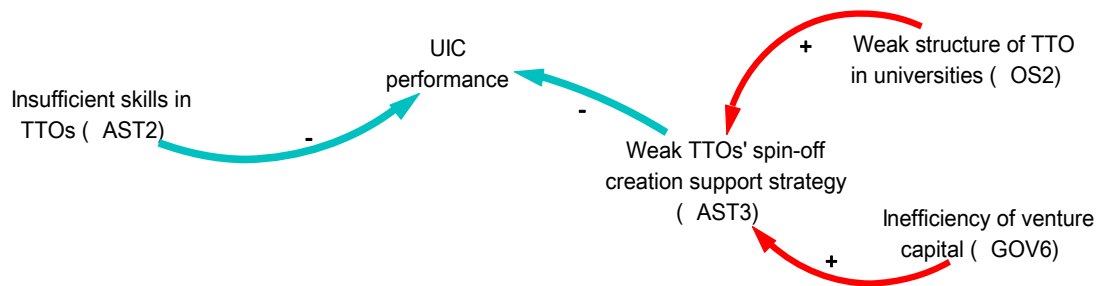 UIC
performance
Insufficient skills in
TTOs ( AST2)
-
-
+
Weak structure of TTO
in universities ( OS2)
Weak TTOs' spin-off
creation support strategy
( AST3)
Inefficiency of venture
capital ( GOV6)
+